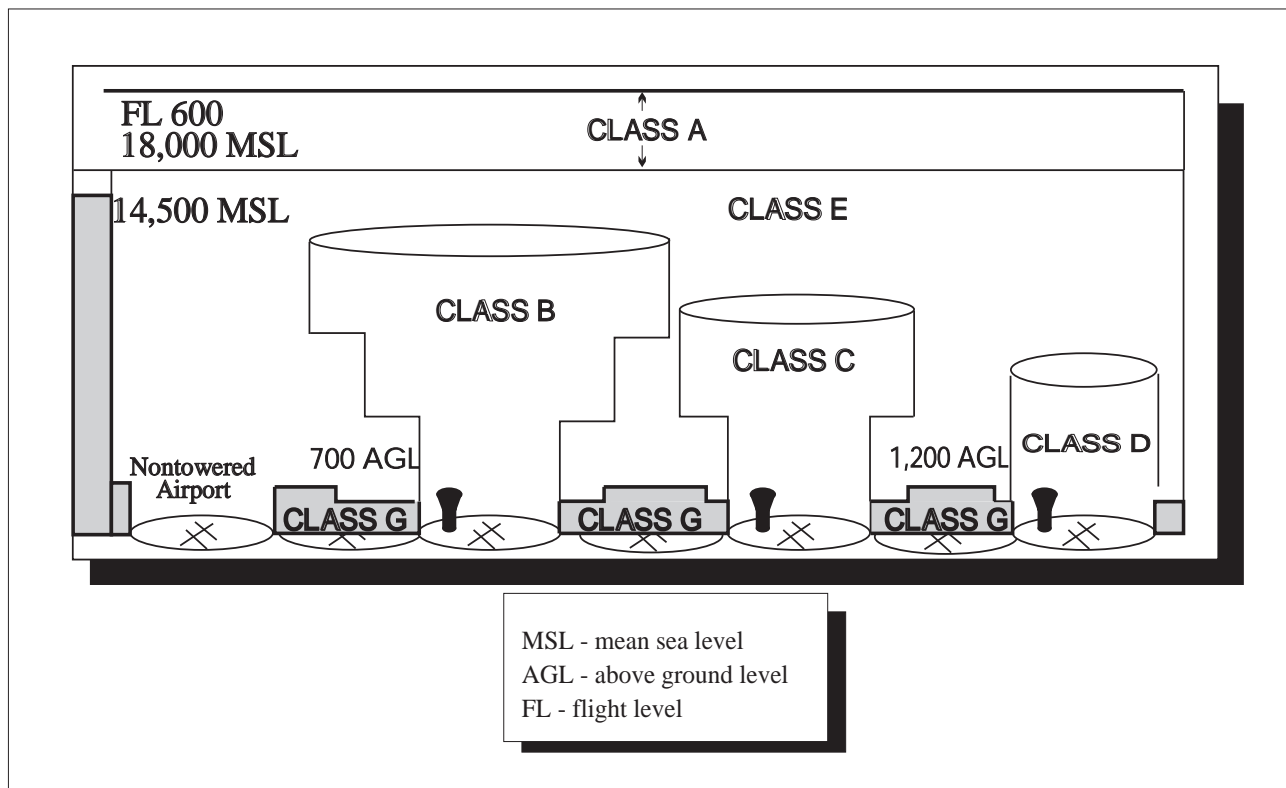 FL 600
18,000 MSL
CLASS A
14,500 MSL
CLASS E
CLASS B
CLASS C
CLASS D
Nontowered
Airport
700 AGL
1,200 AGL
CLASS G
CLASS G
CLASS G
MSL - mean sea level
AGL - above ground level
FL - flight level